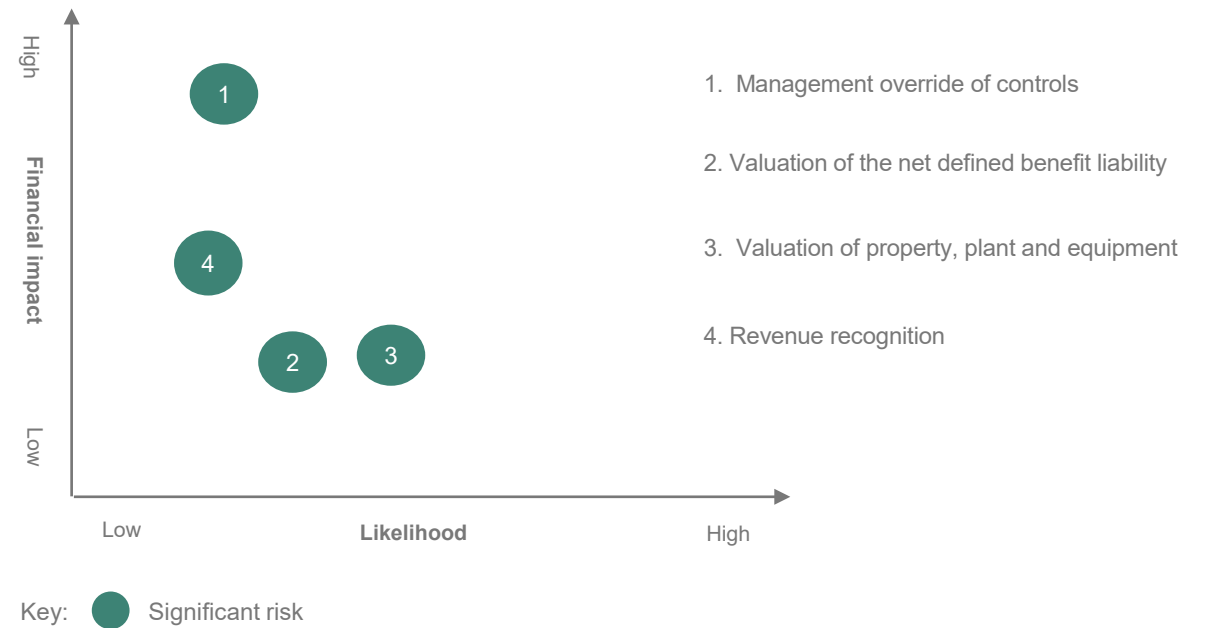 High
Financial impact
Low
1
4
2
3
Low
Likelihood
High
1. Management override of controls
2. Valuation of the net defined benefit liability
3. Valuation of property, plant and equipment
4. Revenue recognition
Key:
Significant risk